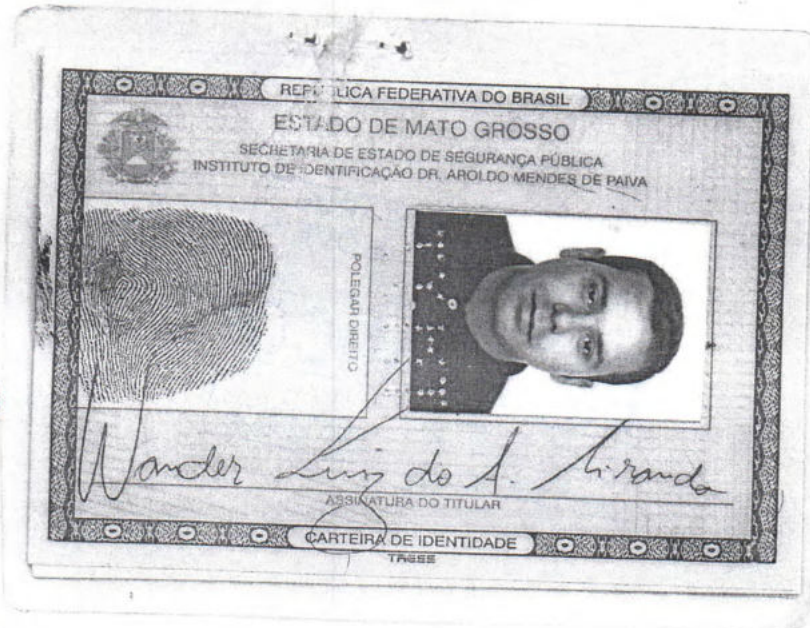 REPÚBLICA FEDERATIVA DO BRASIL
ESTADO DE MATO GROSSO
SECRETARIA DE ESTADO DE SEGURANÇA PÚBLICA
INSTITUTO DE IDENTIFICAÇÃO DR. AROLDO MENDES DE PAIVA
POLEGAR DIREITO
Wander Luiz do A. Miranda
ASSINATURA DO TITULAR
CARTEIRA DE IDENTIDADE